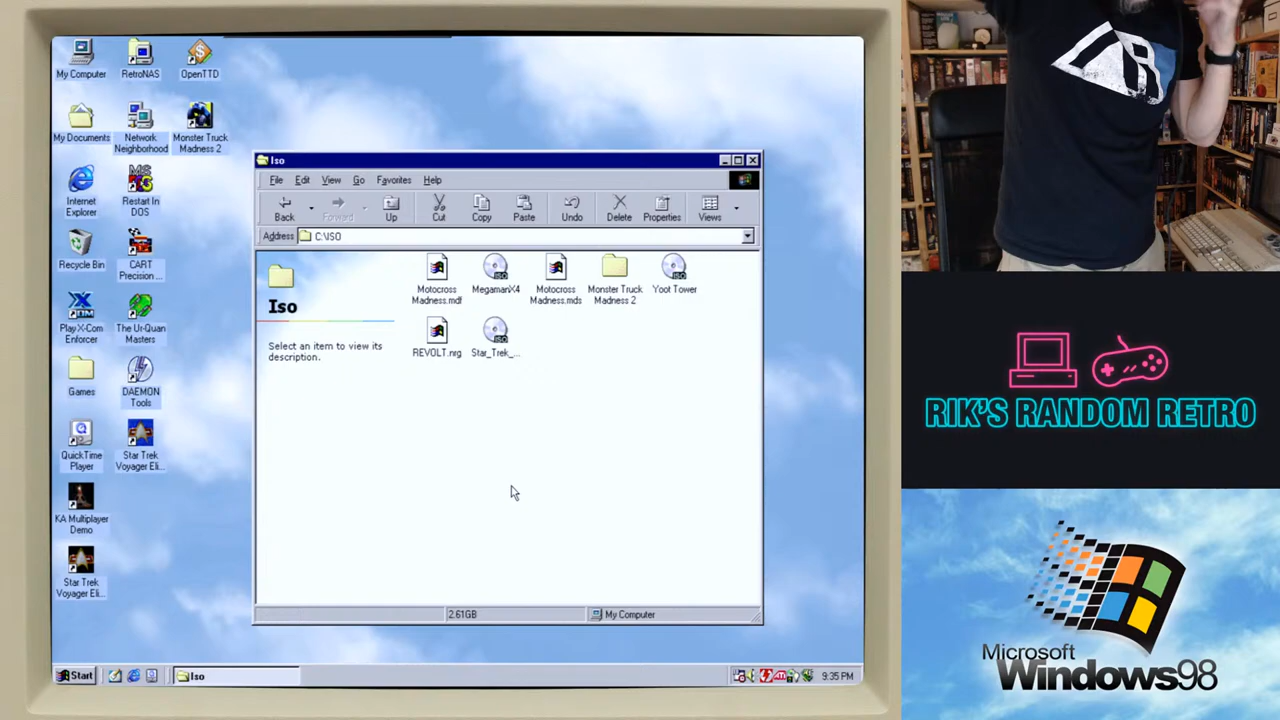 My Computer
RetroNAS
OpenTTD
My Documents
Network
Neighborhood
Monster Truck
Madness 2
Internet
Explorer
MS
Restart In
DOS
Recycle Bin
CART
Precision ...
Play X-Com
Enforcer
The Ur-Quan
Masters
Games
DAEMON
Tools
QuickTime
Player
Star Trek
Voyager Eli...
KA Multiplayer
Demo
Star Trek
Voyager Eli...
Iso
File Edit View Go Favorites Help
Back Forward Up Cut Copy Paste Undo Delete Properties Views
Address C:\ISO
Iso
Select an item to view its
description.
Motocross
Madness.mdf
ISO
MegamanX4
Motocross
Madness.mds
Monster Truck
Madness 2
ISO
Yoot Tower
REVOLT.nrg
ISO
Star_Trek_...
2.61GB
My Computer
Start
Iso
9:35 PM
RIK'S RANDOM RETRO
Microsoft
Windows98